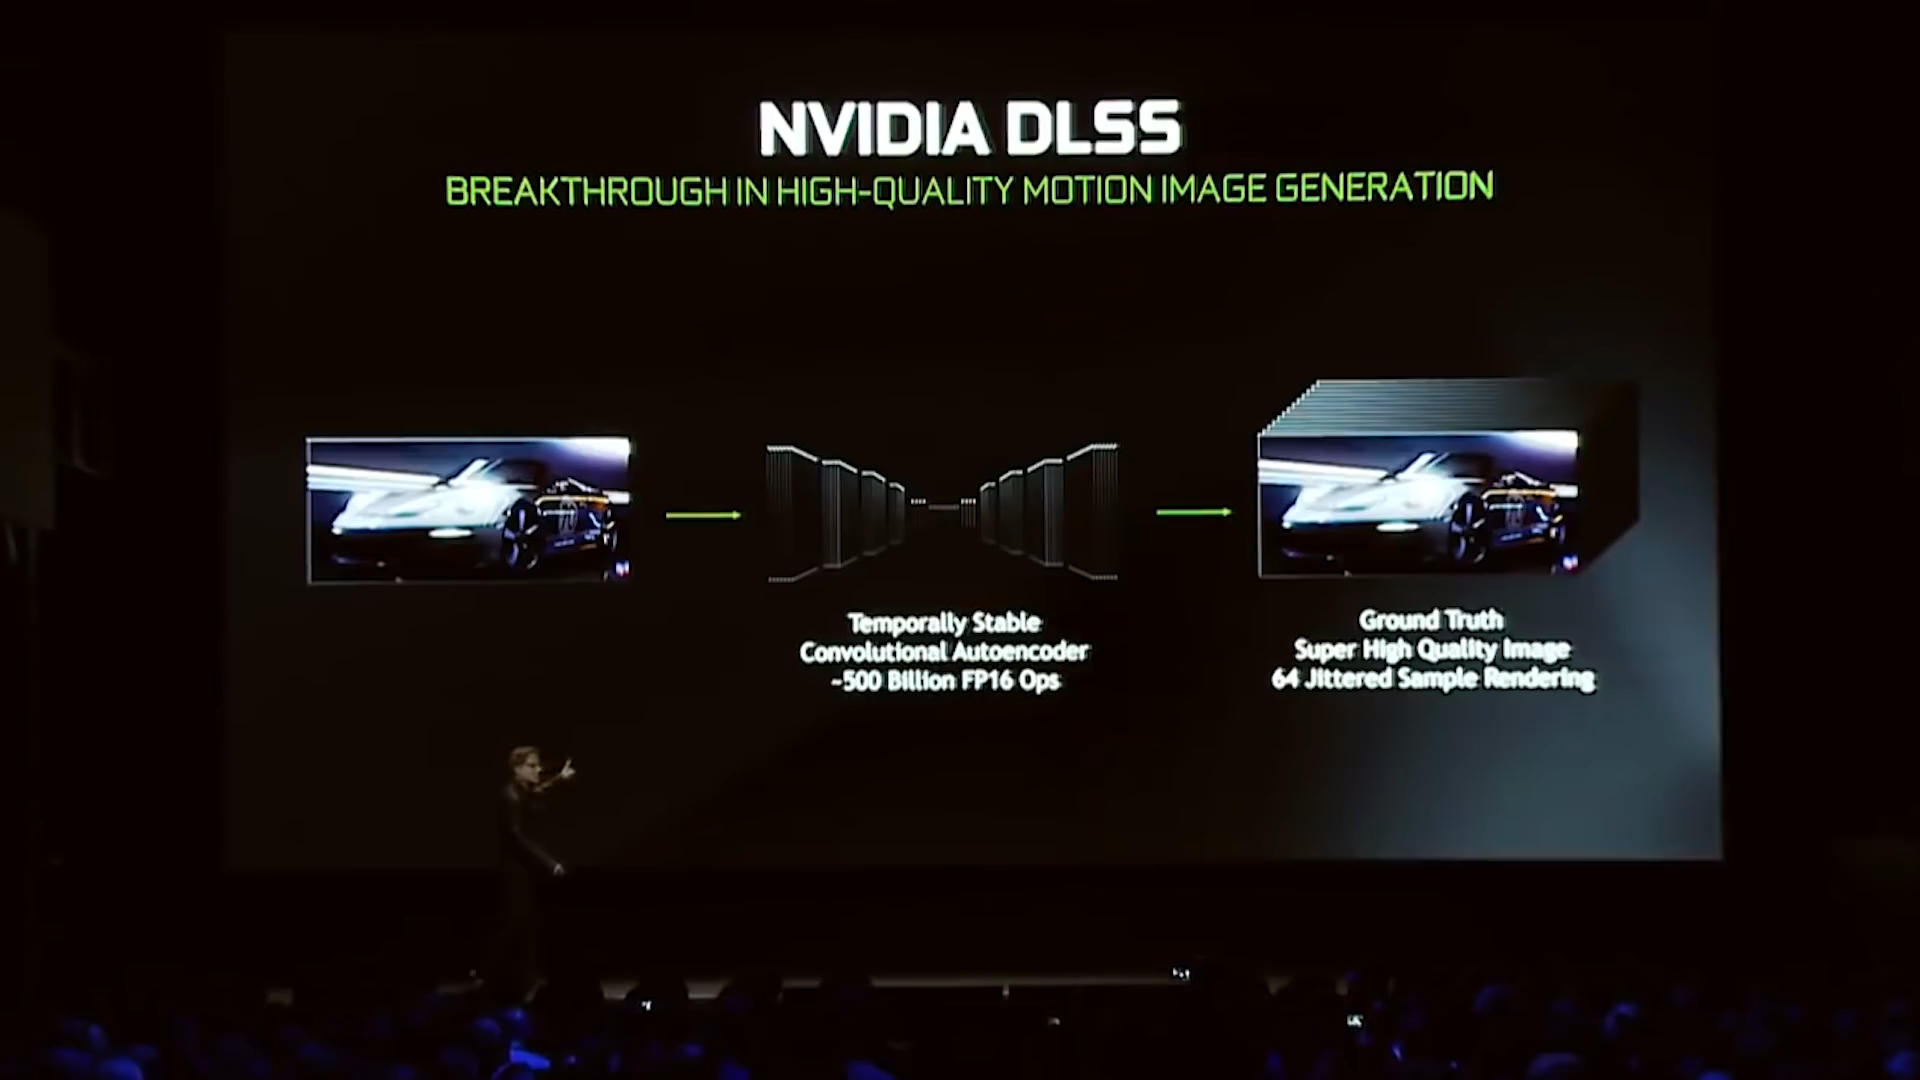 NVIDIA DLSS
BREAKTHROUGH IN HIGH-QUALITY MOTION IMAGE GENERATION
Temporally Stable
Convolutional Autoencoder
~500 Billion FP16 Ops
Ground Truth
Super High Quality Image
64 Jittered Sample Rendering